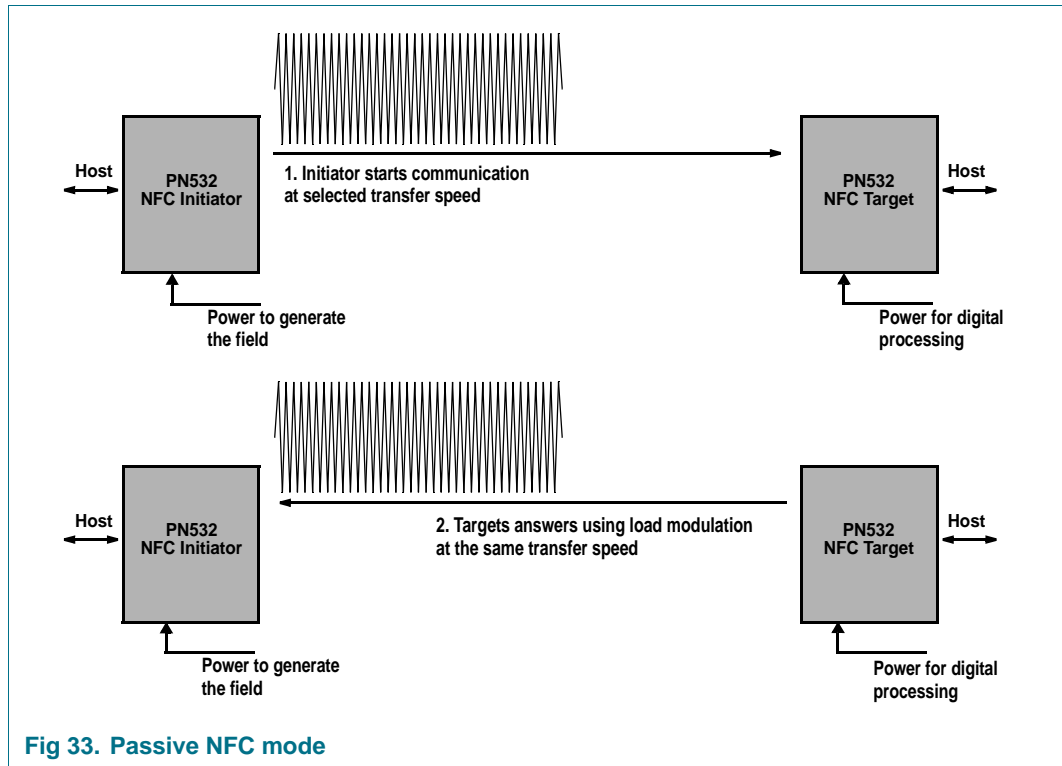 Host
PN532
NFC Initiator
1. Initiator starts communication
at selected transfer speed
PN532
NFC Target
Host
Power to generate
the field
Power for digital
processing
Host
PN532
NFC Initiator
2. Targets answers using load modulation
at the same transfer speed
PN532
NFC Target
Host
Power to generate
the field
Power for digital
processing
Fig 33. Passive NFC mode